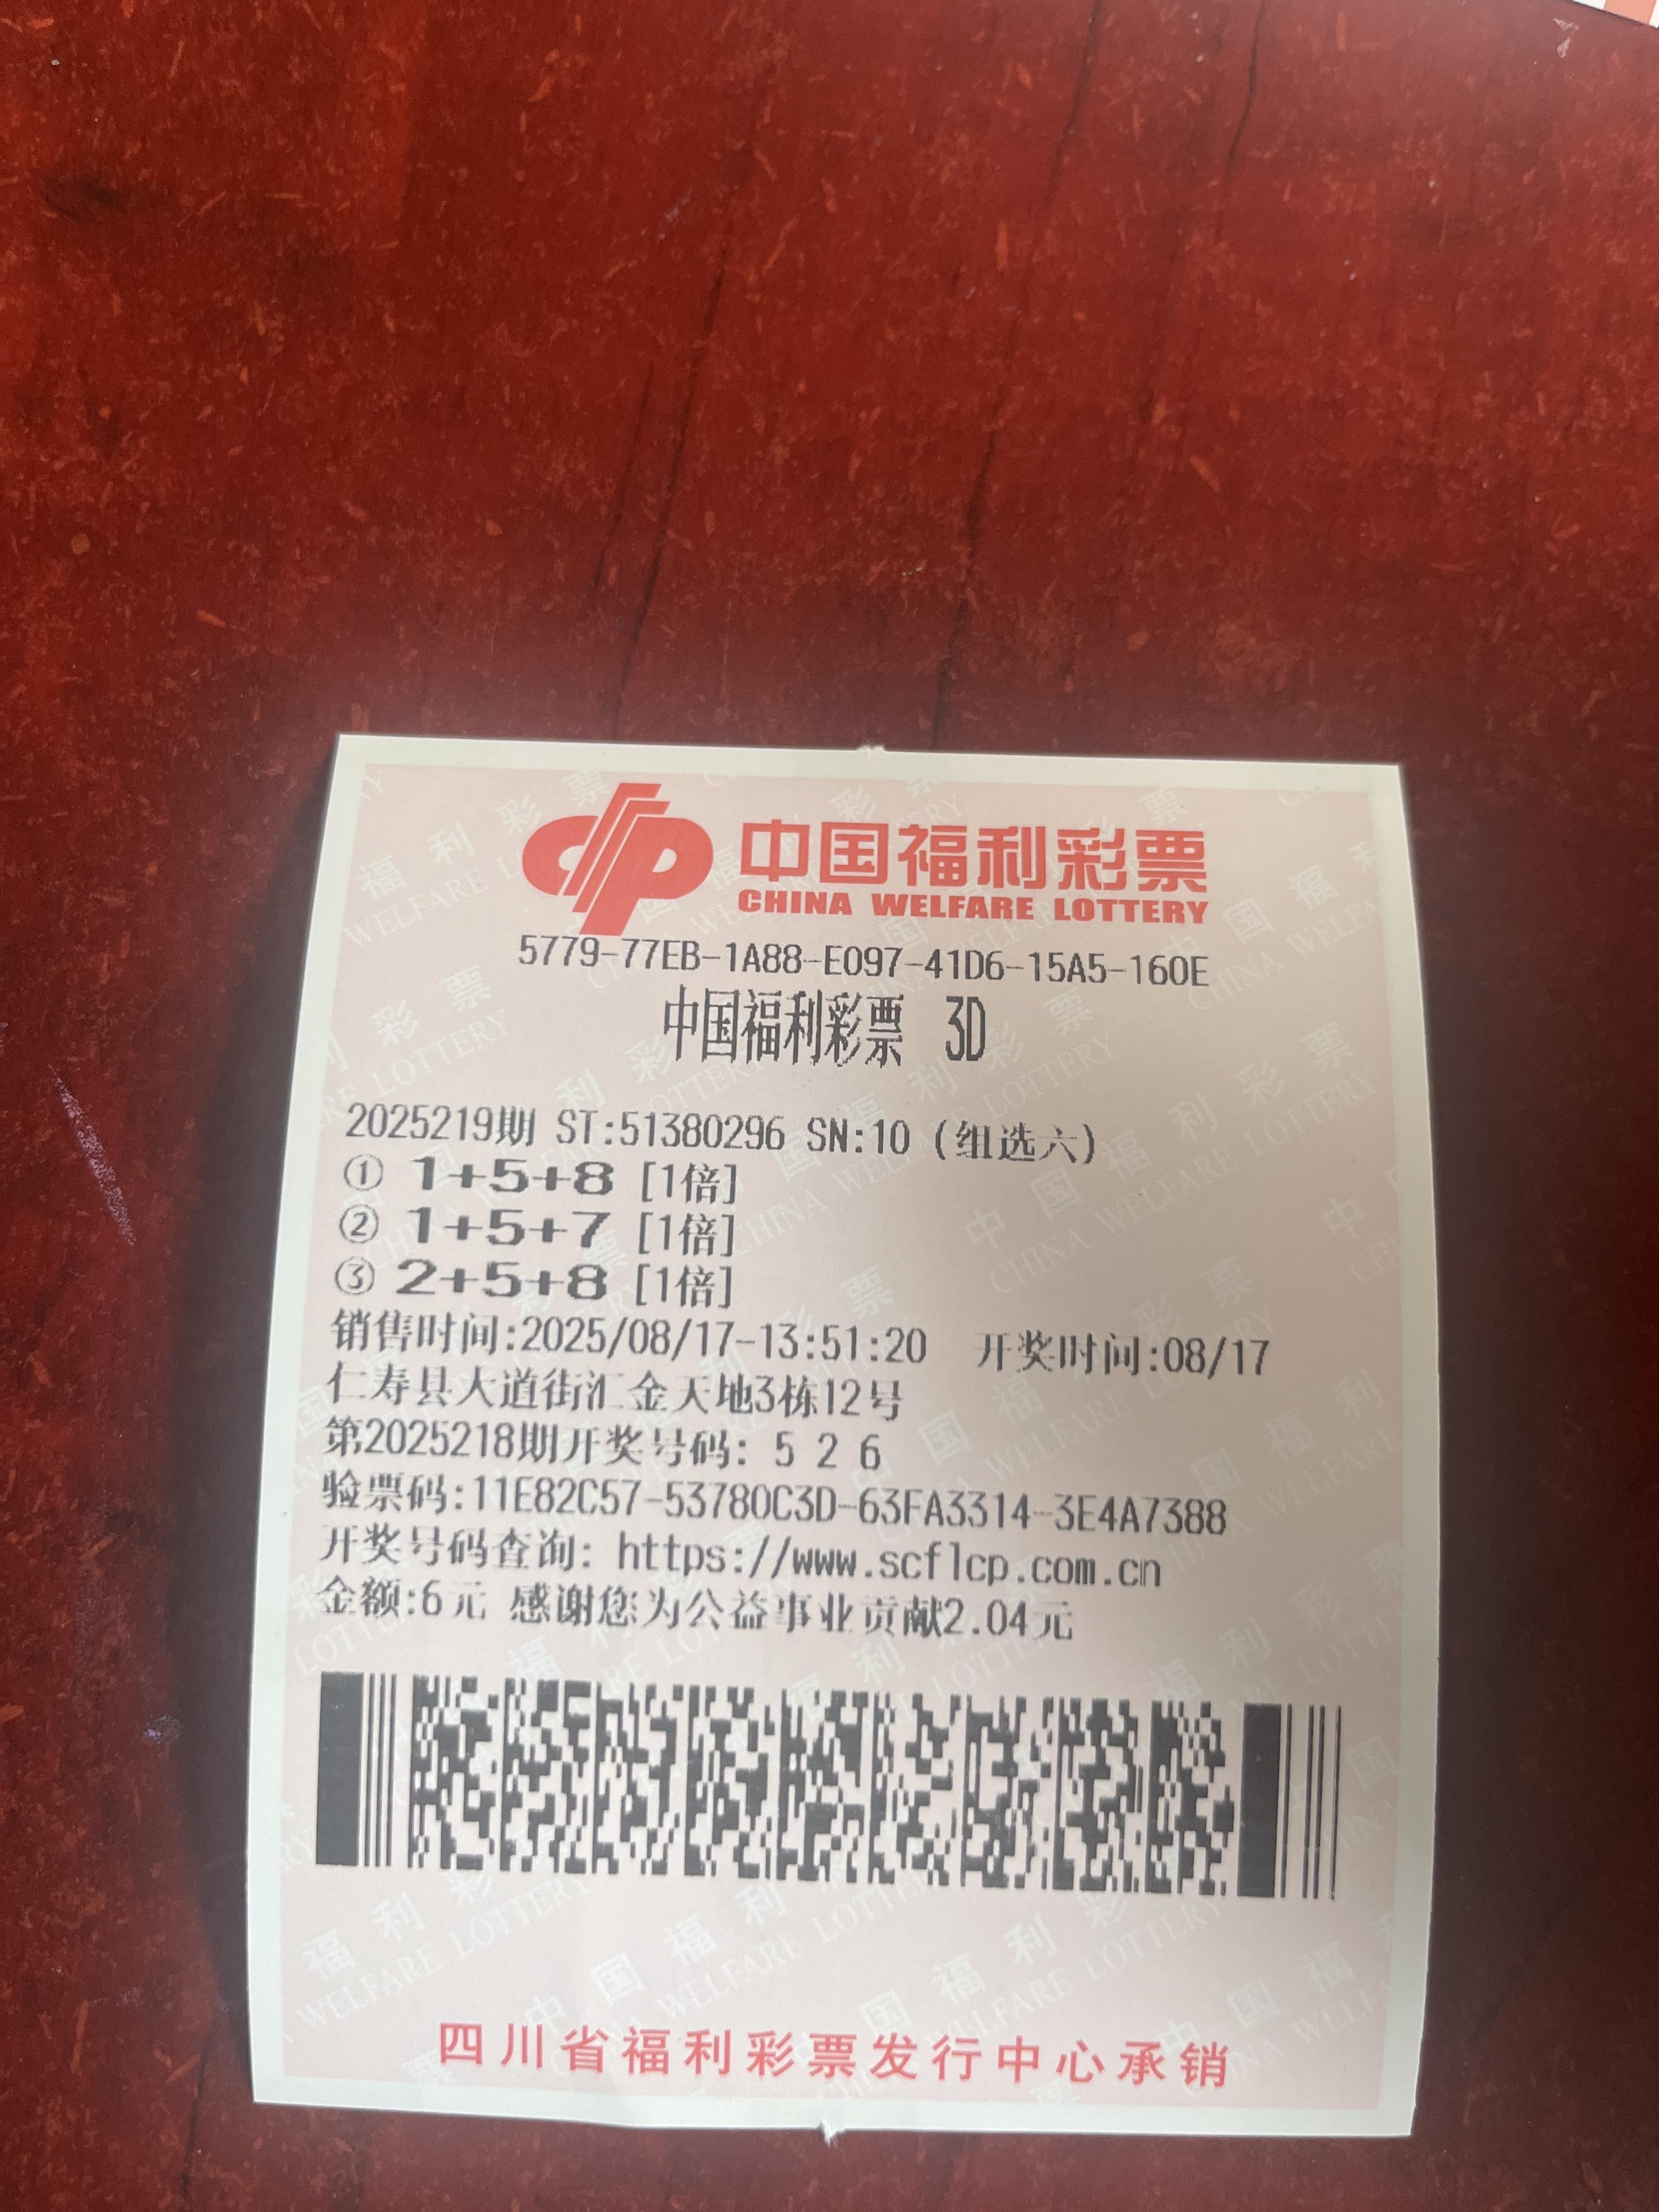 中国福利彩票
CHINA WELFARE LOTTERY
5779-77EB-1A88-E097-41D6-15A5-160E
中国福利彩票 3D
2025219期 ST:51380296 SN:10 (组选六)
① 1+5+8 [1倍]
② 1+5+7 [1倍]
③ 2+5+8 [1倍]
销售时间:2025/08/17-13:51:20 开奖时间:08/17
仁寿县大道街汇金天地3栋12号
第2025218期开奖号码: 5 2 6
验票码:11E82C57-53780C3D-63FA3314-3E4A7388
开奖号码查询: https://www.scflcp.com.cn
金额:6元 感谢您为公益事业贡献2.04元
四川省福利彩票发行中心承销